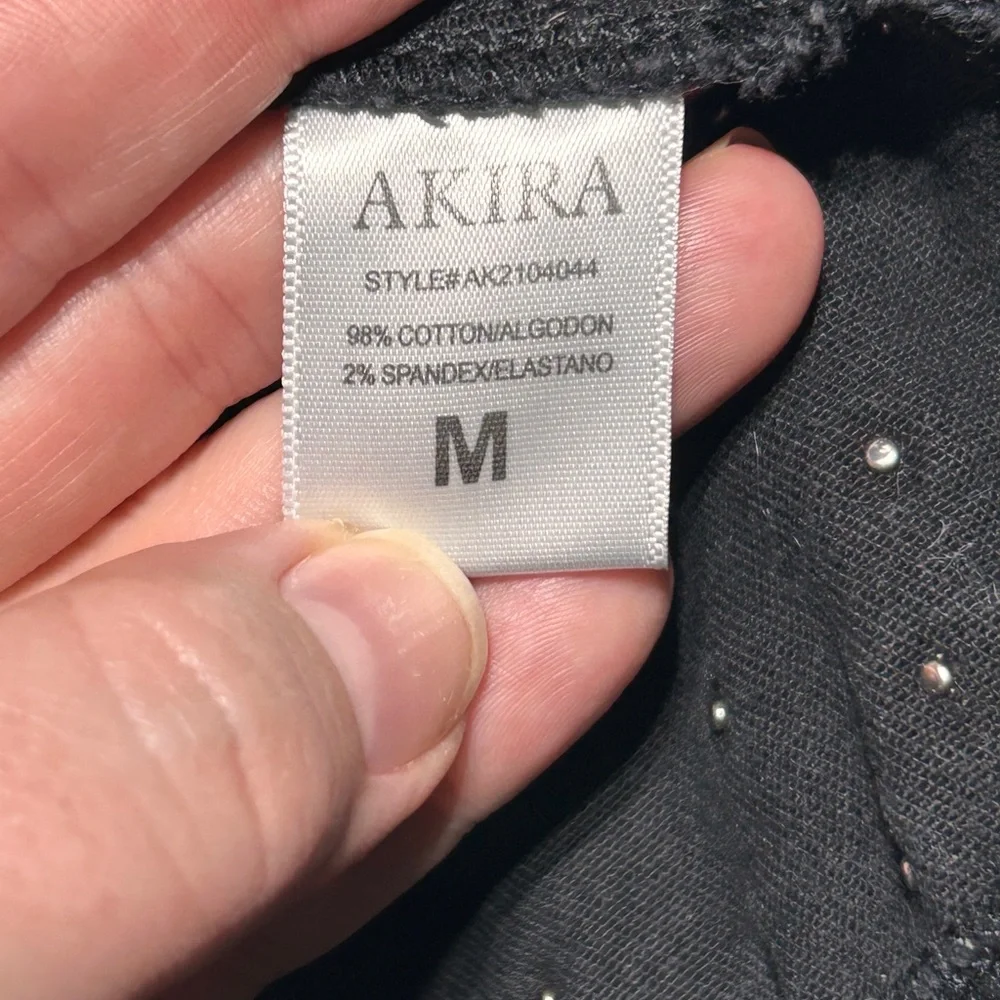 AKIRA
STYLE#AK2104044
98% COTTON/ALGODON
2% SPANDEX/ELASTANO
M